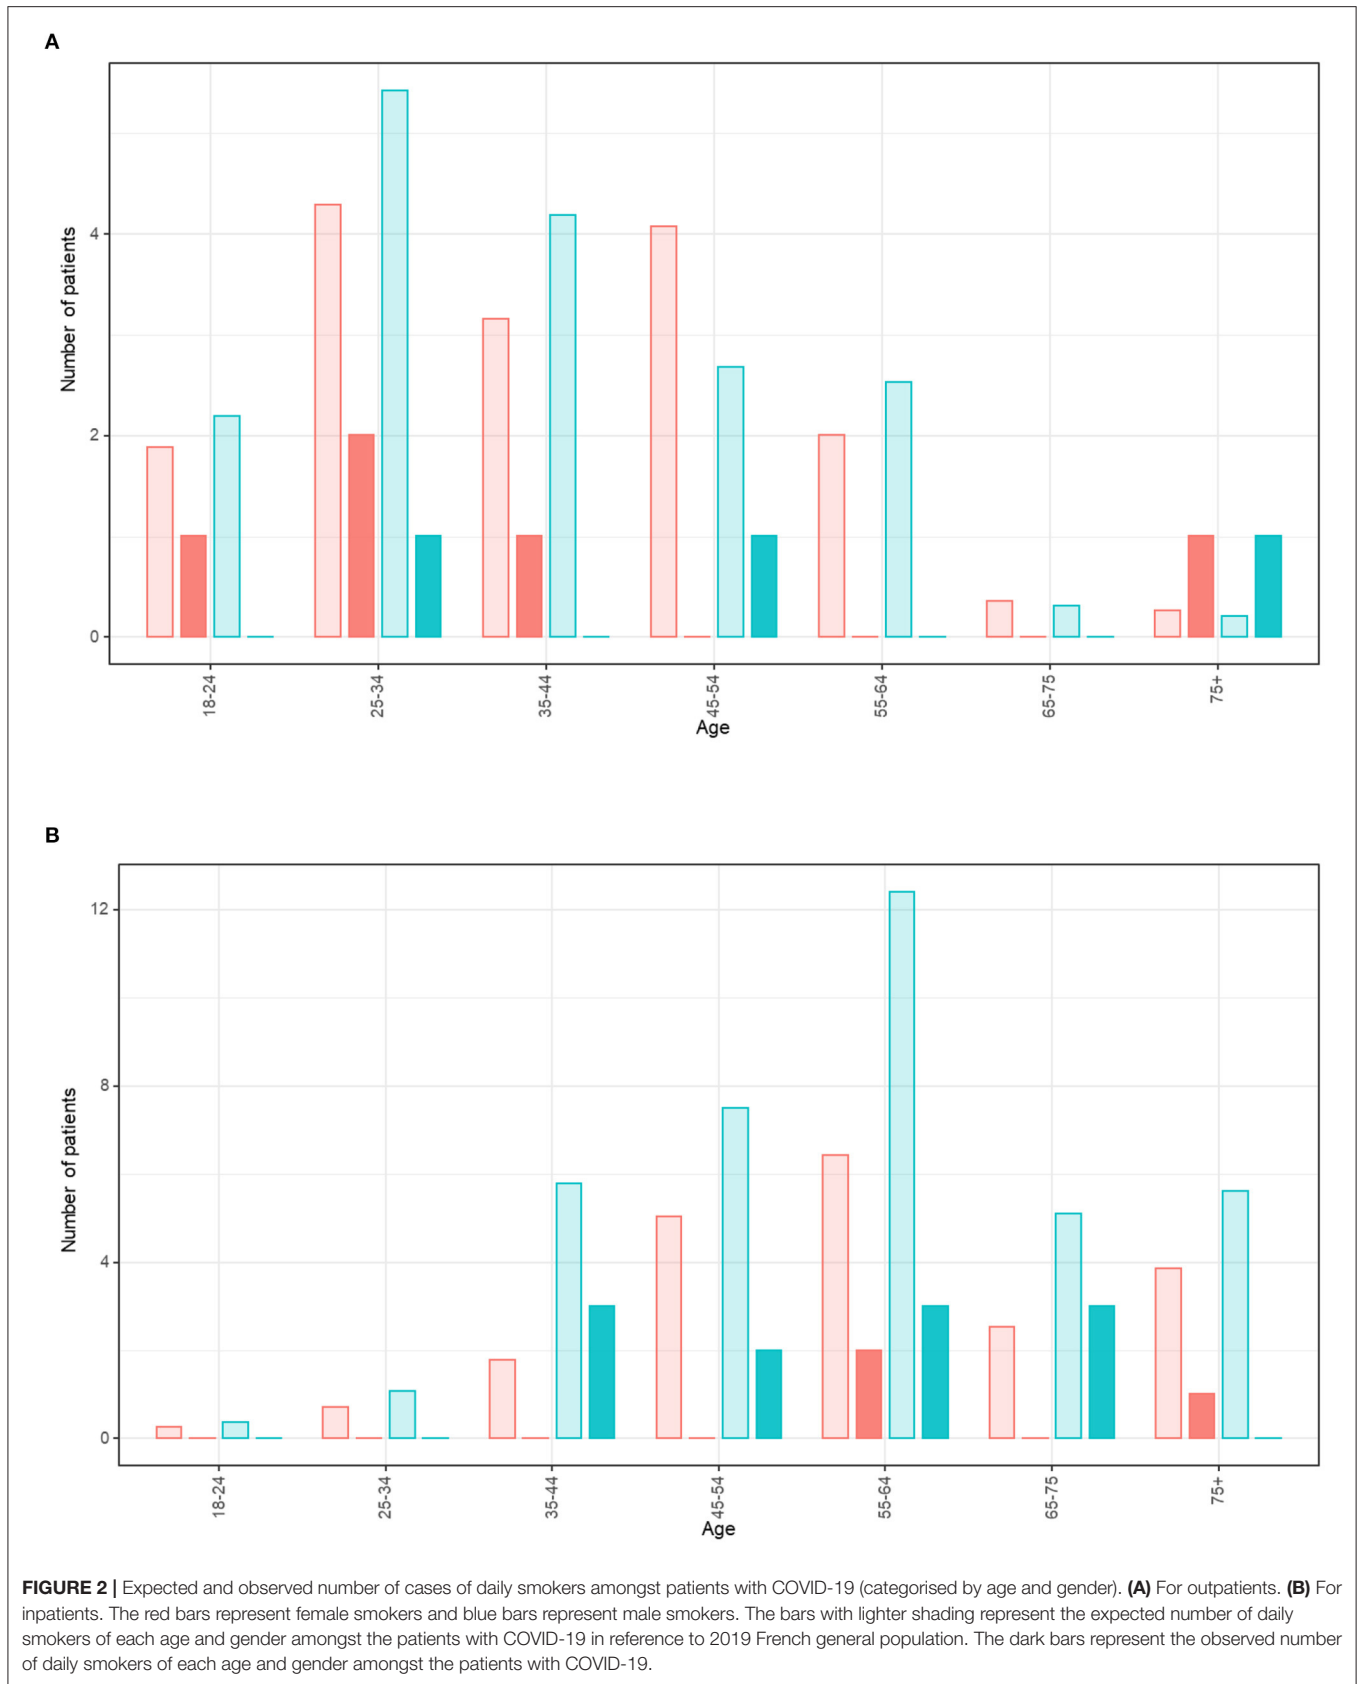 A
Number of patients
4
2
0
18-24
25-34
35-44
45-54
55-64
65-75
75+
Age
B
Number of patients
12
8
4
0
18-24
25-34
35-44
45-54
55-64
65-75
75+
Age
FIGURE 2 | Expected and observed number of cases of daily smokers amongst patients with COVID-19 (categorised by age and gender). (A) For outpatients. (B) For
inpatients. The red bars represent female smokers and blue bars represent male smokers. The bars with lighter shading represent the expected number of daily
smokers of each age and gender amongst the patients with COVID-19 in reference to 2019 French general population. The dark bars represent the observed number
of daily smokers of each age and gender amongst the patients with COVID-19.